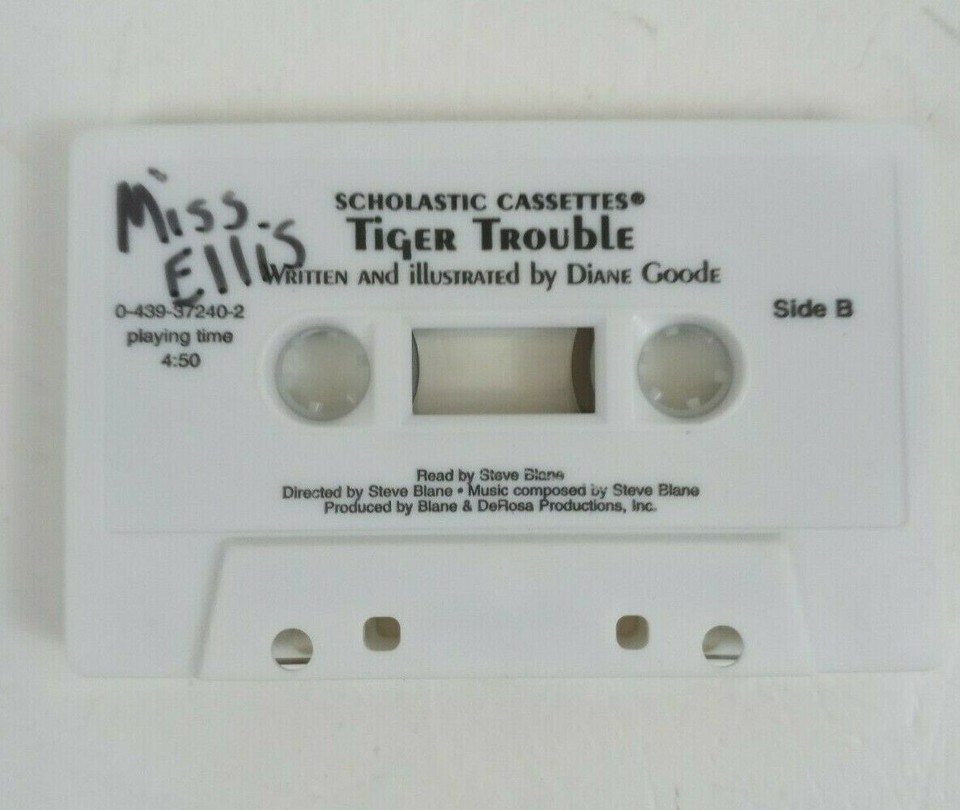 Miss.
Ellis
SCHOLASTIC CASSETTES®
TIGER TROUBLE
WRITTEN AND illUSTRATEd by DIANE GOODE
0-439-37240-2
playing time
4:50
Side B
Read by Steve Blane
Directed by Steve Blane • Music composed by Steve Blane
Produced by Blane & DeRosa Productions, Inc.